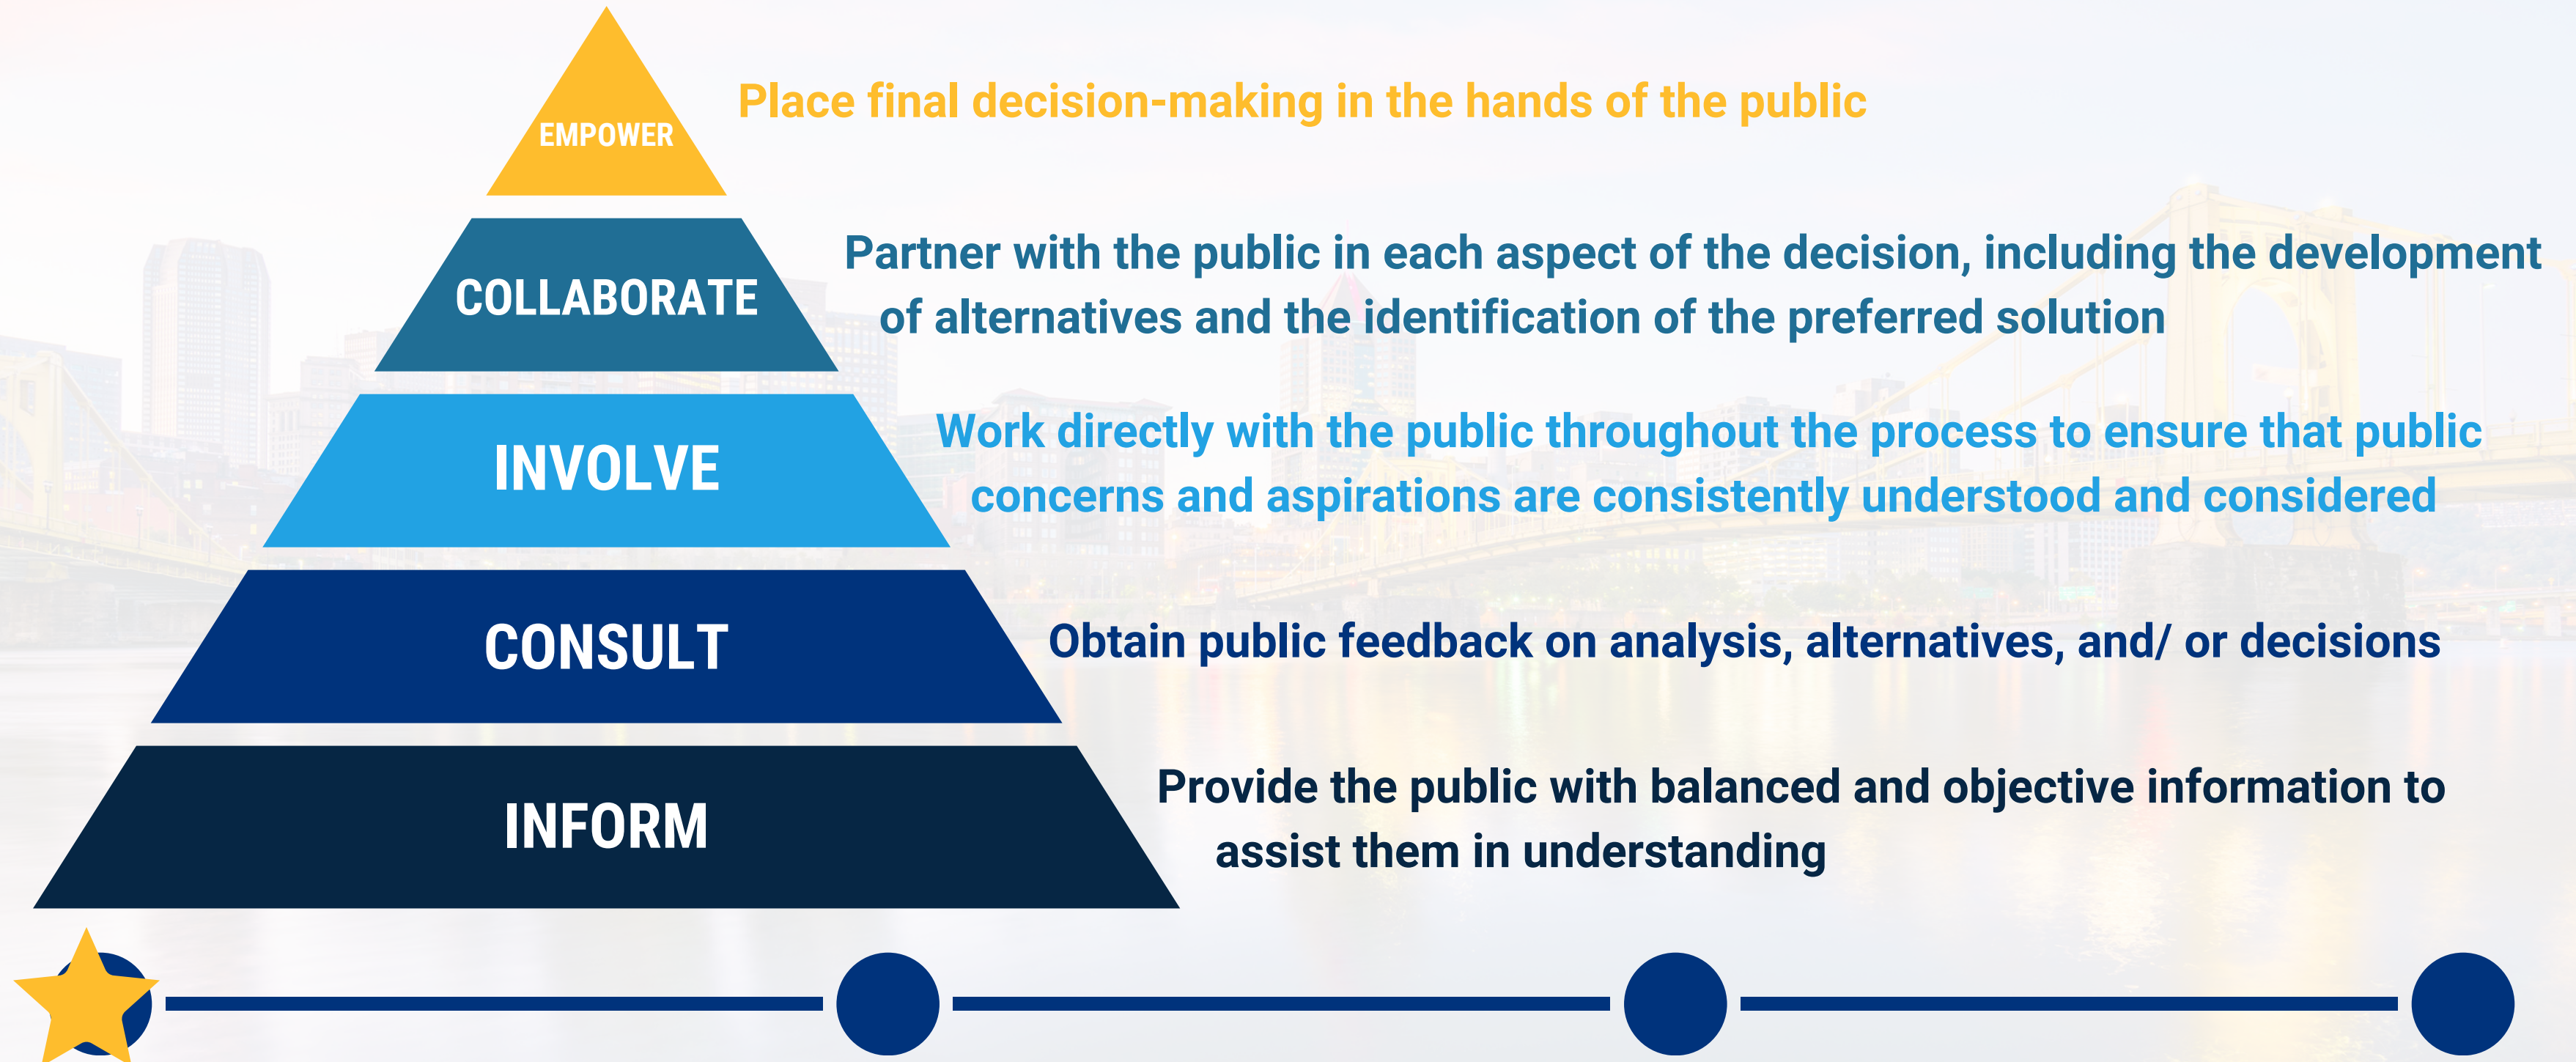 EMPOWER
Place final decision-making in the hands of the public
COLLABORATE
Partner with the public in each aspect of the decision, including the development
of alternatives and the identification of the preferred solution
INVOLVE
Work directly with the public throughout the process to ensure that public
concerns and aspirations are consistently understood and considered
CONSULT
Obtain public feedback on analysis, alternatives, and/ or decisions
INFORM
Provide the public with balanced and objective information to
assist them in understanding